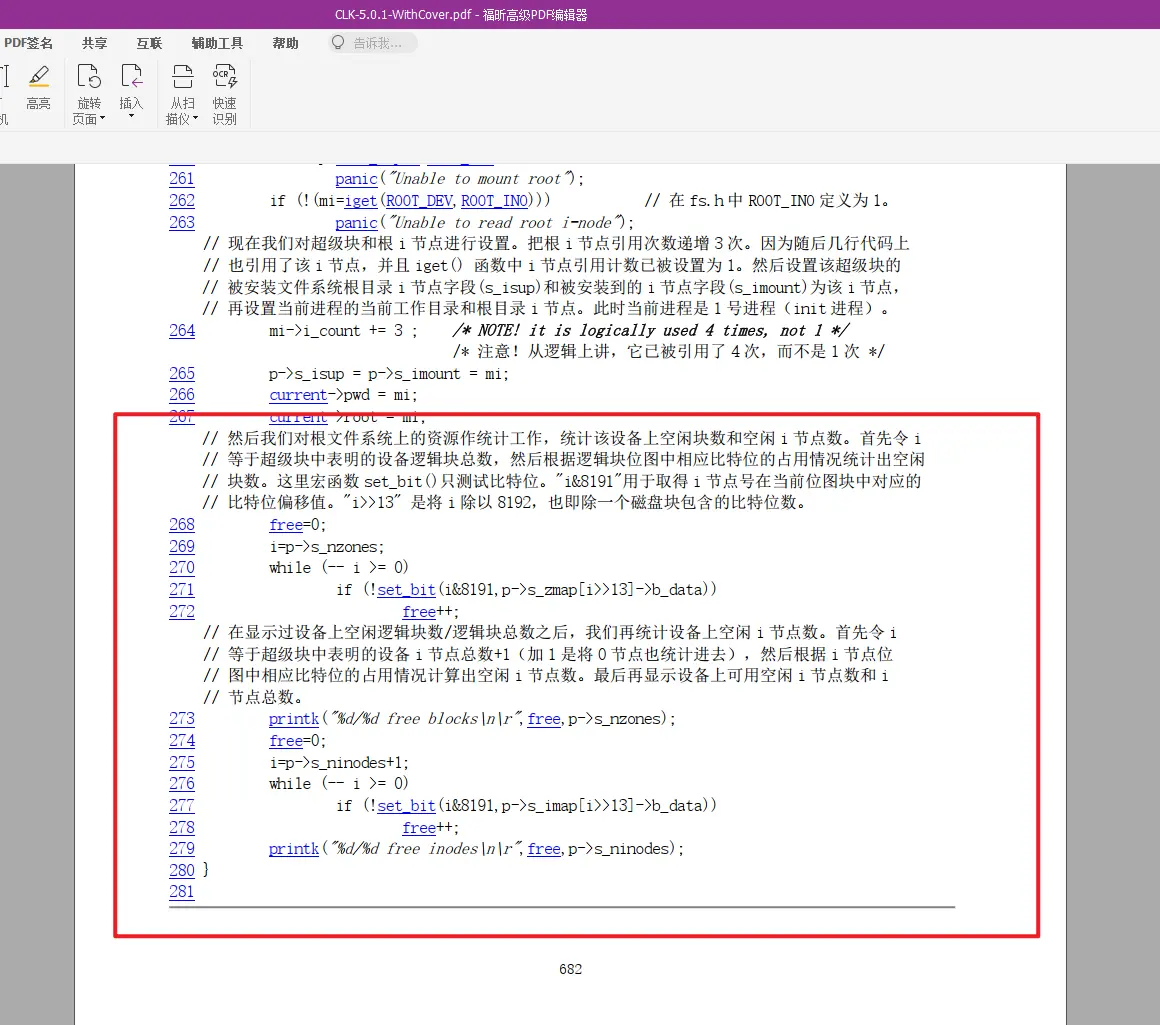 CLK-5.0.1-WithCover.pdf - 福昕高级PDF编辑器
PDF签名 共享 互联 辅助工具 帮助 告诉我...
高亮 旋转页面 插入 从扫描仪 OCR 快速识别
机
261 panic("Unable to mount root");
262 if (!(mi=iget(ROOT_DEV,ROOT_INO))) // 在 fs.h 中 ROOT_INO 定义为 1。
263 panic("Unable to read root i-node");
// 现在我们对超级块和根 i 节点进行设置。把根 i 节点引用次数递增 3 次。因为随后几行代码上
// 也引用了该 i 节点，并且 iget() 函数中 i 节点引用计数已被设置为 1。然后设置该超级块的
// 被安装文件系统根目录 i 节点字段(s_isup)和被安装到的 i 节点字段(s_imount)为该 i 节点，
// 再设置当前进程的当前工作目录和根目录 i 节点。此时当前进程是 1 号进程（init 进程）。
264 mi->i_count += 3 ; /* NOTE! it is logically used 4 times, not 1 */
/* 注意！从逻辑上讲，它已被引用了 4 次，而不是 1 次 */
265 p->s_isup = p->s_imount = mi;
266 current->pwd = mi;
267 current->root = mi;
// 然后我们对根文件系统上的资源作统计工作，统计该设备上空闲块数和空闲 i 节点数。首先令 i
// 等于超级块中表明的设备逻辑块总数，然后根据逻辑块位图中相应比特位的占用情况统计出空闲
// 块数。这里宏函数 set_bit()只测试比特位。"i&8191"用于取得 i 节点号在当前位图块中对应的
// 比特位偏移值。"i>>13" 是将 i 除以 8192，也即除一个磁盘块包含的比特位数。
268 free=0;
269 i=p->s_nzones;
270 while (-- i >= 0)
271 if (!set_bit(i&8191,p->s_zmap[i>>13]->b_data))
272 free++;
// 在显示过设备上空闲逻辑块数/逻辑块总数之后，我们再统计设备上空闲 i 节点数。首先令 i
// 等于超级块中表明的设备 i 节点总数+1（加 1 是将 0 节点也统计进去），然后根据 i 节点位
// 图中相应比特位的占用情况计算出空闲 i 节点数。最后再显示设备上可用空闲 i 节点数和 i
// 节点总数。
273 printk("%d/%d free blocks\n\r",free,p->s_nzones);
274 free=0;
275 i=p->s_ninodes+1;
276 while (-- i >= 0)
277 if (!set_bit(i&8191,p->s_imap[i>>13]->b_data))
278 free++;
279 printk("%d/%d free inodes\n\r",free,p->s_ninodes);
280 }
281
682